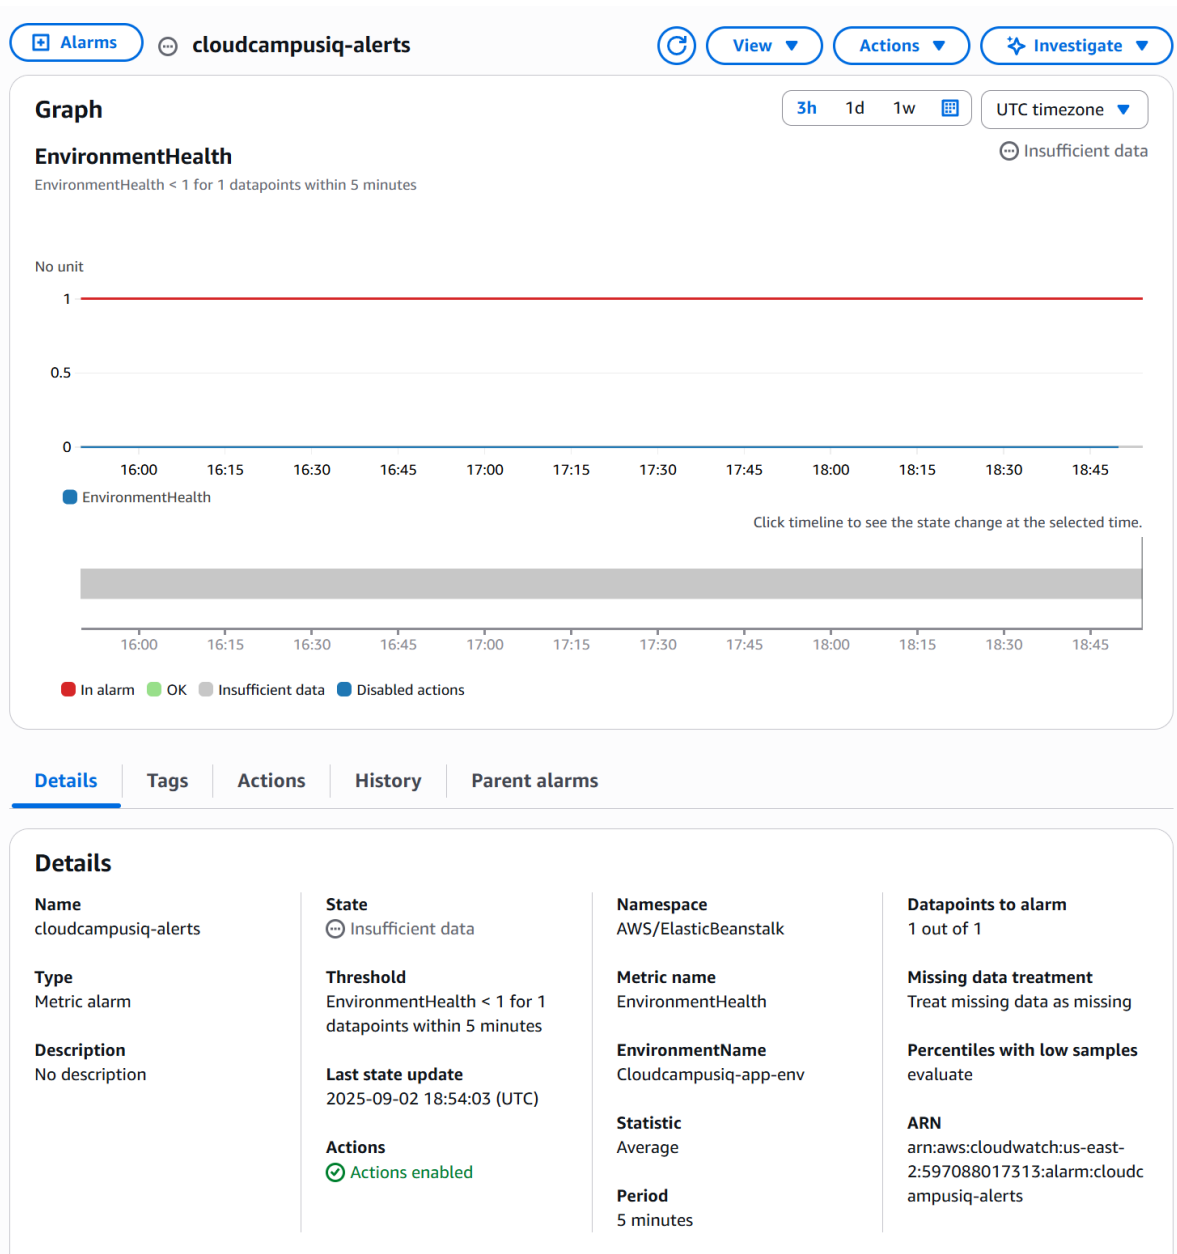 Alarms
cloudcampusiq-alerts
View
Actions
Investigate
Graph
3h 1d 1w
UTC timezone
EnvironmentHealth
Insufficient data
EnvironmentHealth < 1 for 1 datapoints within 5 minutes
No unit
1
0.5
0
16:00 16:15 16:30 16:45 17:00 17:15 17:30 17:45 18:00 18:15 18:30 18:45
EnvironmentHealth
Click timeline to see the state change at the selected time.
16:00 16:15 16:30 16:45 17:00 17:15 17:30 17:45 18:00 18:15 18:30 18:45
In alarm OK Insufficient data Disabled actions
Details Tags Actions History Parent alarms
Details
Name
cloudcampusiq-alerts
Type
Metric alarm
Description
No description
State
Insufficient data
Threshold
EnvironmentHealth < 1 for 1
datapoints within 5 minutes
Last state update
2025-09-02 18:54:03 (UTC)
Actions
Actions enabled
Namespace
AWS/ElasticBeanstalk
Metric name
EnvironmentHealth
EnvironmentName
Cloudcampusiq-app-env
Statistic
Average
Period
5 minutes
Datapoints to alarm
1 out of 1
Missing data treatment
Treat missing data as missing
Percentiles with low samples
evaluate
ARN
arn:aws:cloudwatch:us-east-
2:597088017313:alarm:cloudc
ampusiq-alerts